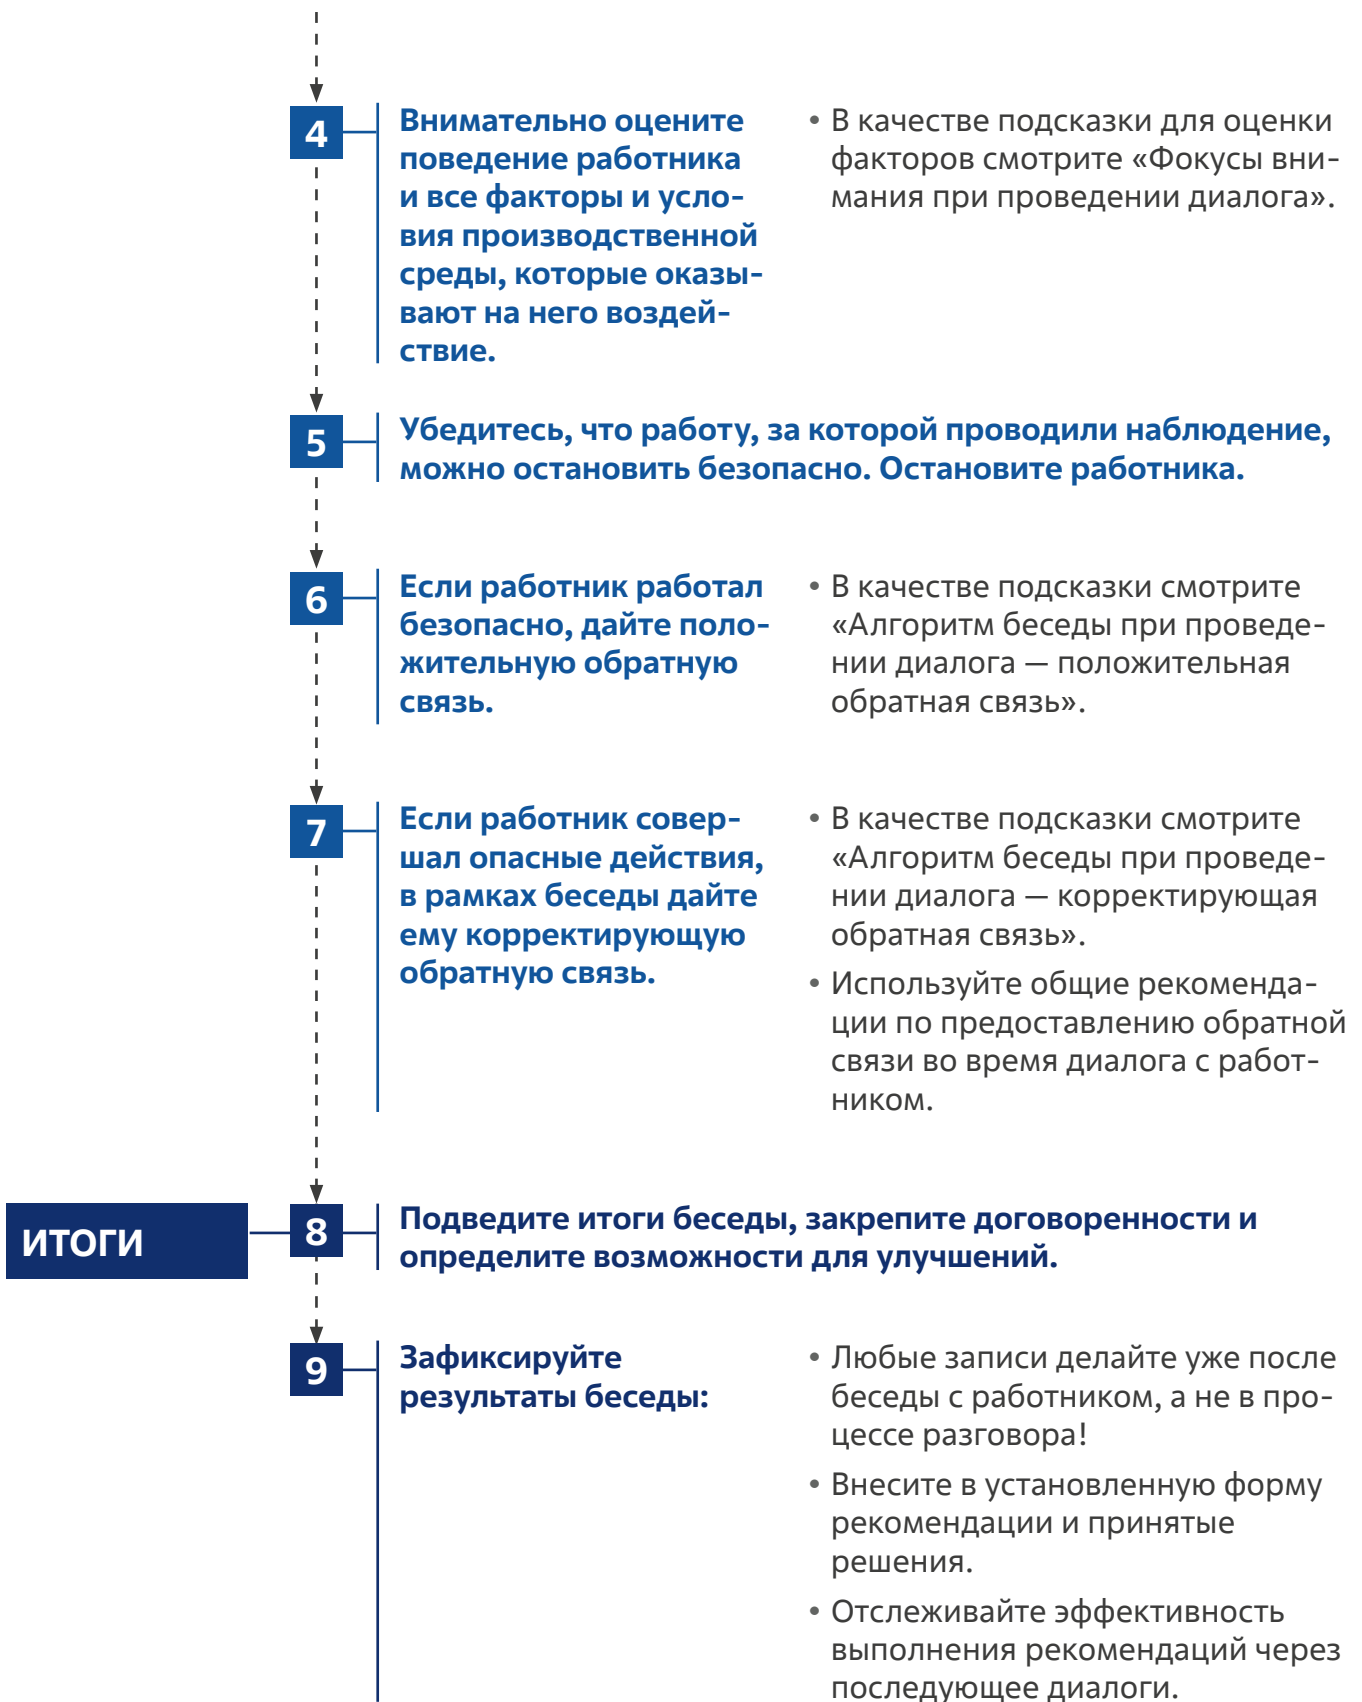 4
Внимательно оцените
поведение работника
и все факторы и усло-
вия производственной
среды, которые оказы-
вают на него воздей-
ствие.
• В качестве подсказки для оценки
факторов смотрите «Фокусы вни-
мания при проведении диалога».
5
Убедитесь, что работу, за которой проводили наблюдение,
можно остановить безопасно. Остановите работника.
6
Если работник работал
безопасно, дайте поло-
жительную обратную
связь.
• В качестве подсказки смотрите
«Алгоритм беседы при проведе-
нии диалога — положительная
обратная связь».
7
Если работник совер-
шал опасные действия,
в рамках беседы дайте
ему корректирующую
обратную связь.
• В качестве подсказки смотрите
«Алгоритм беседы при проведе-
нии диалога — корректирующая
обратная связь».
• Используйте общие рекоменда-
ции по предоставлению обратной
связи во время диалога с работ-
ником.
ИТОГИ
8
Подведите итоги беседы, закрепите договоренности и
определите возможности для улучшений.
9
Зафиксируйте
результаты беседы:
• Любые записи делайте уже после
беседы с работником, а не в про-
цессе разговора!
• Внесите в установленную форму
рекомендации и принятые
решения.
• Отслеживайте эффективность
выполнения рекомендаций через
последующее диалоги.